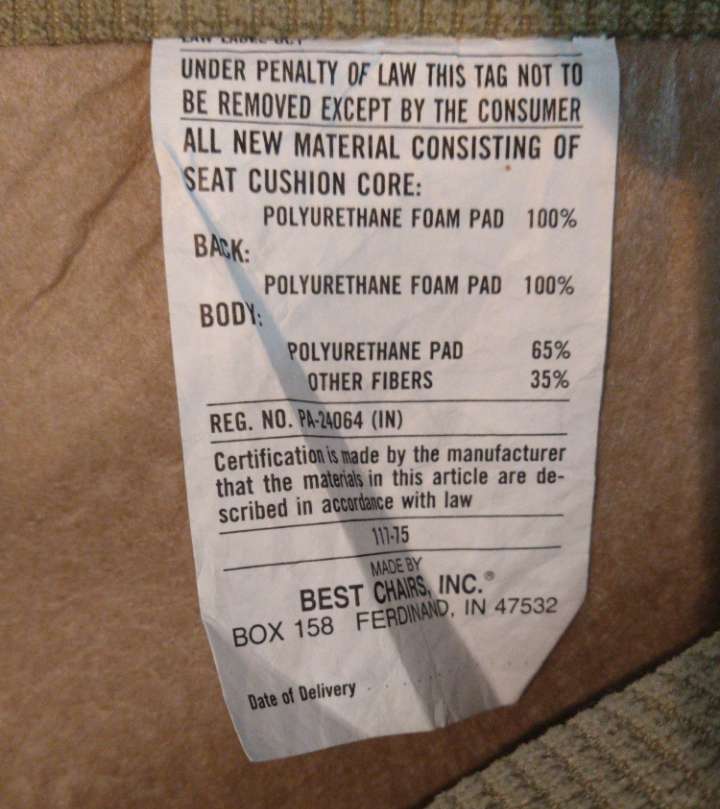 UNDER PENALTY OF LAW THIS TAG NOT TO
BE REMOVED EXCEPT BY THE CONSUMER
ALL NEW MATERIAL CONSISTING OF
SEAT CUSHION CORE:
POLYURETHANE FOAM PAD 100%
BACK:
POLYURETHANE FOAM PAD 100%
BODY:
POLYURETHANE PAD 65%
OTHER FIBERS 35%
REG. NO. PA-24064 (IN)
Certification is made by the manufacturer
that the materials in this article are de-
scribed in accordance with law
117-75
MADE BY
BEST CHAIRS, INC.®
BOX 158 FERDINAND, IN 47532
Date of Delivery